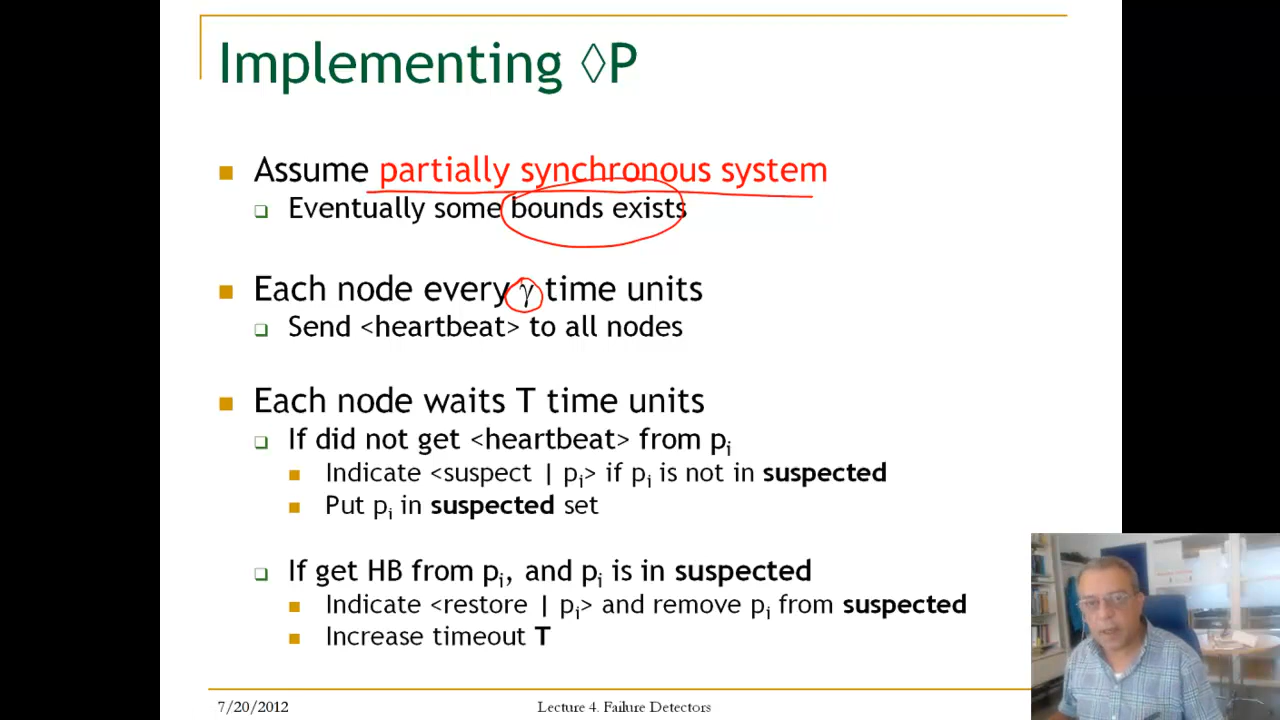 Implementing ◊P
Assume partially synchronous system
Eventually some bounds exists
Each node every γ time units
Send <heartbeat> to all nodes
Each node waits T time units
If did not get <heartbeat> from pi
Indicate <suspect | pi> if pi is not in suspected
Put pi in suspected set
If get HB from pi, and pi is in suspected
Indicate <restore | pi> and remove pi from suspected
Increase timeout T
7/20/2012
Lecture 4. Failure Detectors